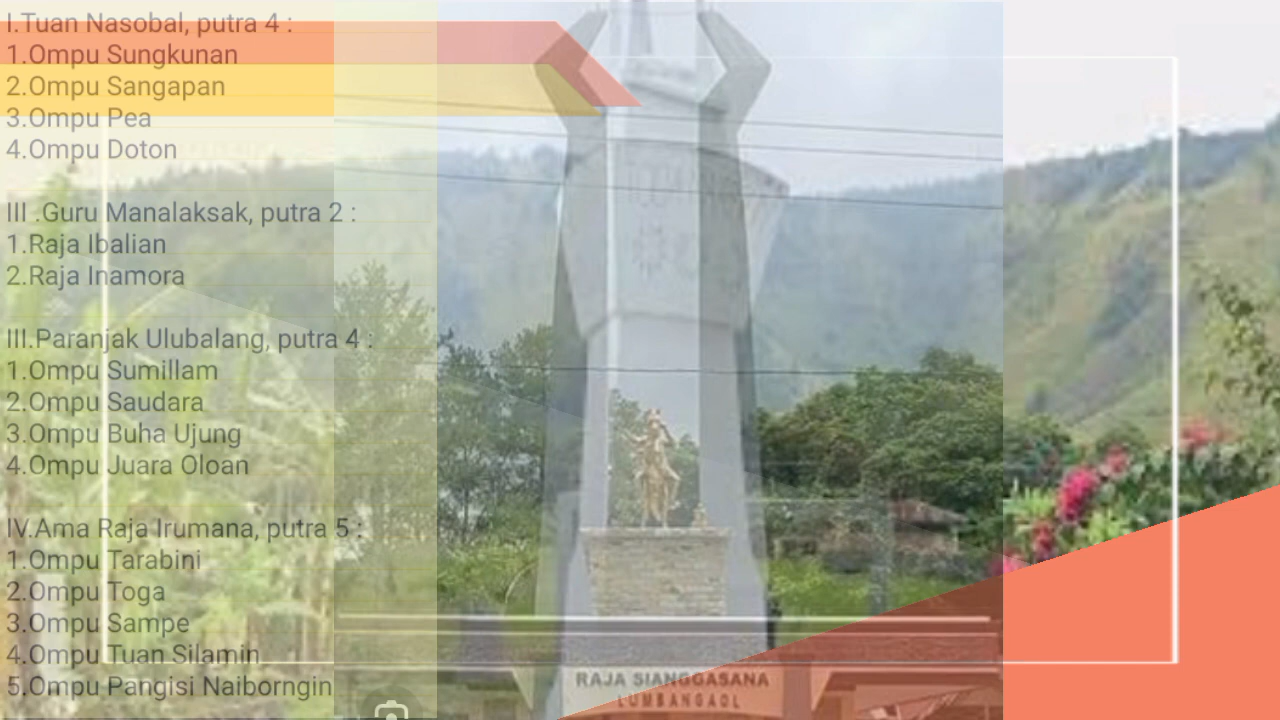 I.Tuan Nasobal, putra 4 :
1.Ompu Sungkunan
2.Ompu Sangapan
3.Ompu Pea
4.Ompu Doton
III .Guru Manalaksak, putra 2 :
1.Raja Ibalian
2.Raja Inamora
III.Paranjak Ulubalang, putra 4 :
1.Ompu Sumillam
2.Ompu Saudara
3.Ompu Buha Ujung
4.Ompu Juara Oloan
IV.Ama Raja Irumana, putra 5 :
1.Ompu Tarabini
2.Ompu Toga
3.Ompu Sampe
4.Ompu Tuan Silamin
5.Ompu Pangisi Naiborngin
RAJA SIANGGASANA
LUMBANGAOL